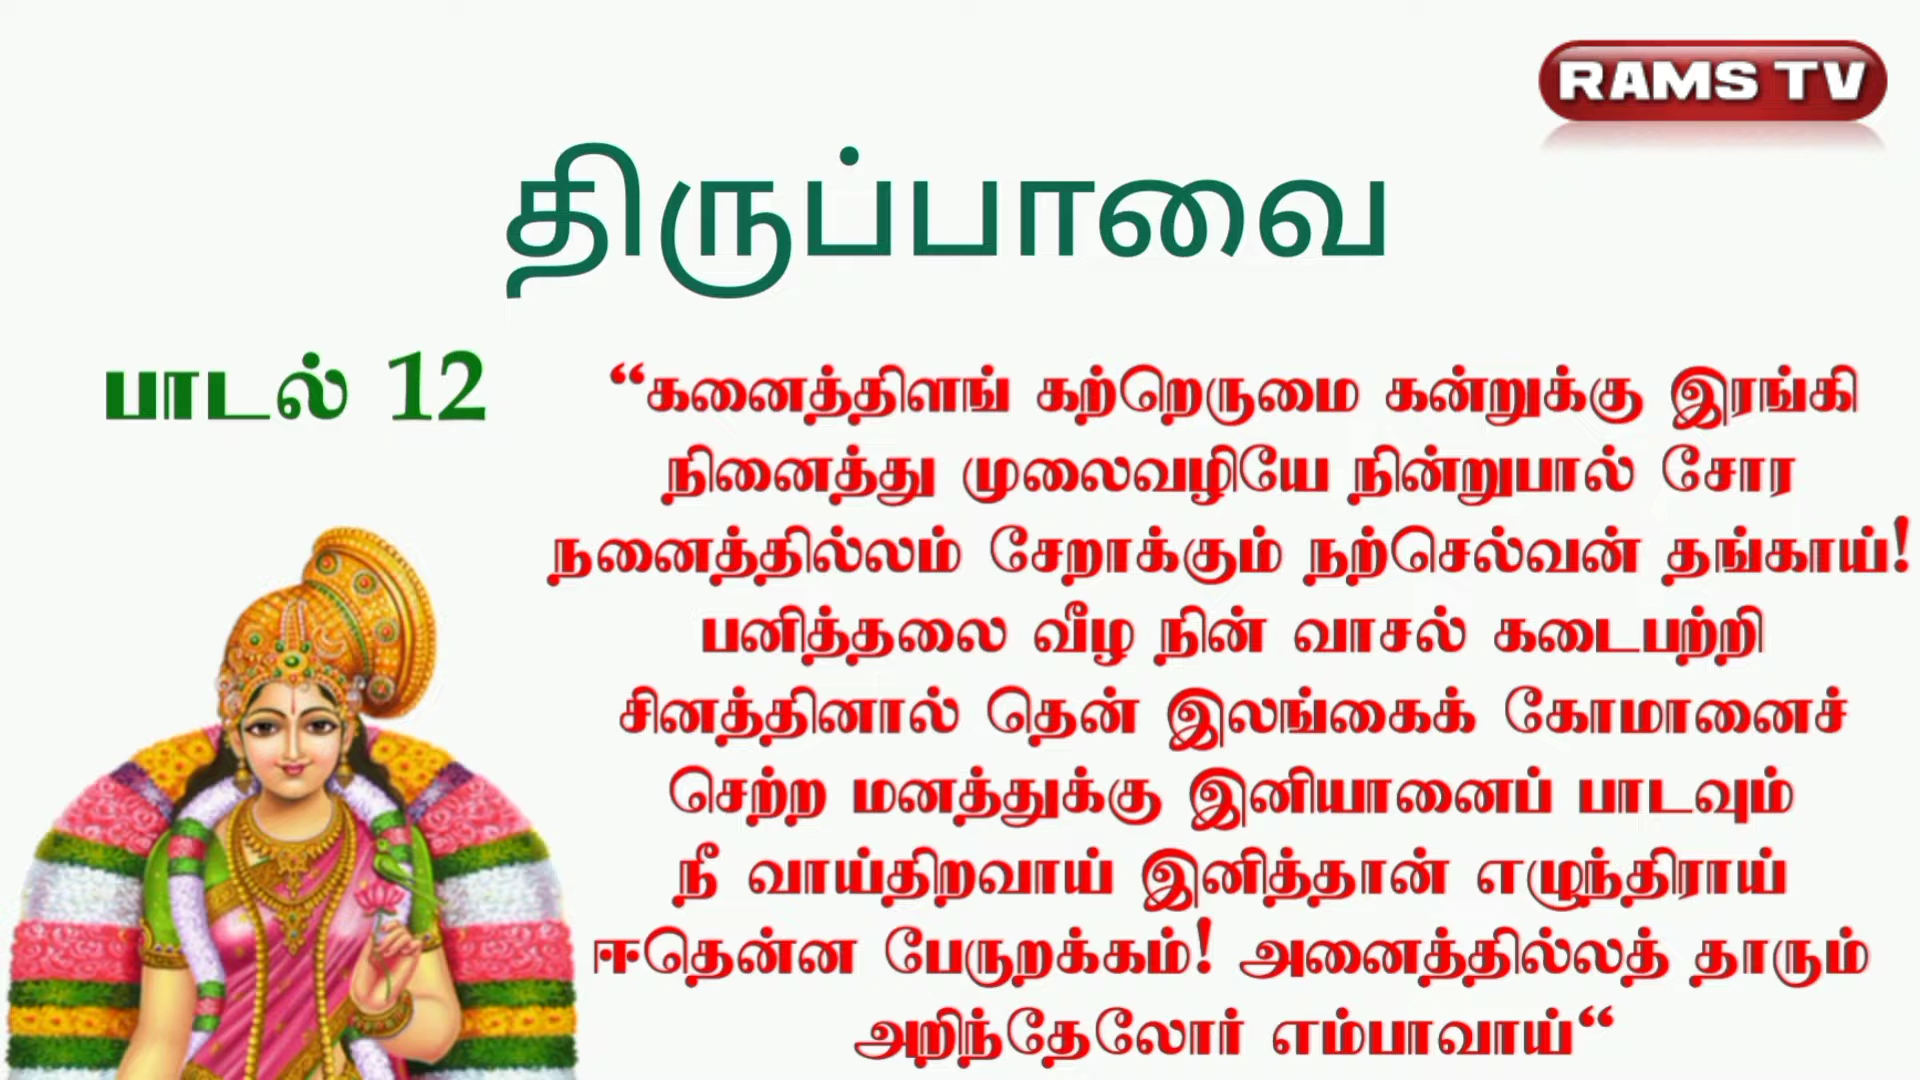 RAMS TV
திருப்பாவை
பாடல் 12
“கனைத்திளங் கற்றெருமை கன்றுக்கு இரங்கி
நினைத்து முலைவழியே நின்றுபால் சோர
நனைத்தில்லம் சேறாக்கும் நற்செல்வன் தங்காய்!
பனித்தலை வீழ நின் வாசல் கடைபற்றி
சினத்தினால் தென் இலங்கைக் கோமானைச்
செற்ற மனத்துக்கு இனியானைப் பாடவும்
நீ வாய்திறவாய் இனித்தான் எழுந்திராய்
ஈதென்ன பேருறக்கம்! அனைத்தில்லத் தாரும்
அறிந்தேலோர் எம்பாவாய்“